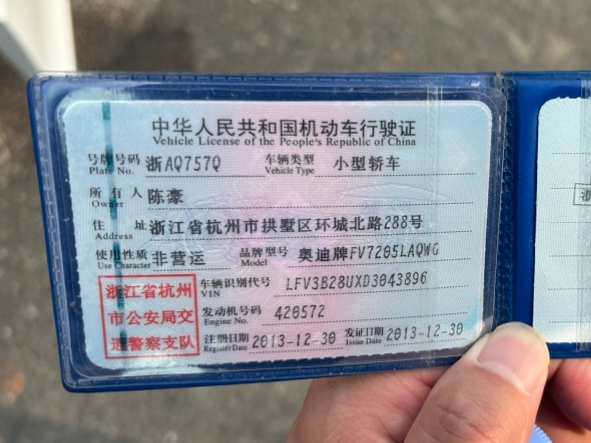 中华人民共和国机动车行驶证
Vehicle License of the People's Republic of China
号牌号码 浙AQ757Q 车辆类型 小型轿车
Plate No. Vehicle Type
所有人 陈豪
Owner
住址 浙江省杭州市拱墅区环城北路288号
Address
使用性质 非营运 品牌型号 奥迪牌FV7205LAQWG
Use Character Model
浙江省杭州
市公安局交
通警察支队
车辆识别代号 LFV3B28UXD3043896
VIN
发动机号码 420572
Engine No.
注册日期 2013-12-30 发证日期 2013-12-30
Register Date Issue Date
浙